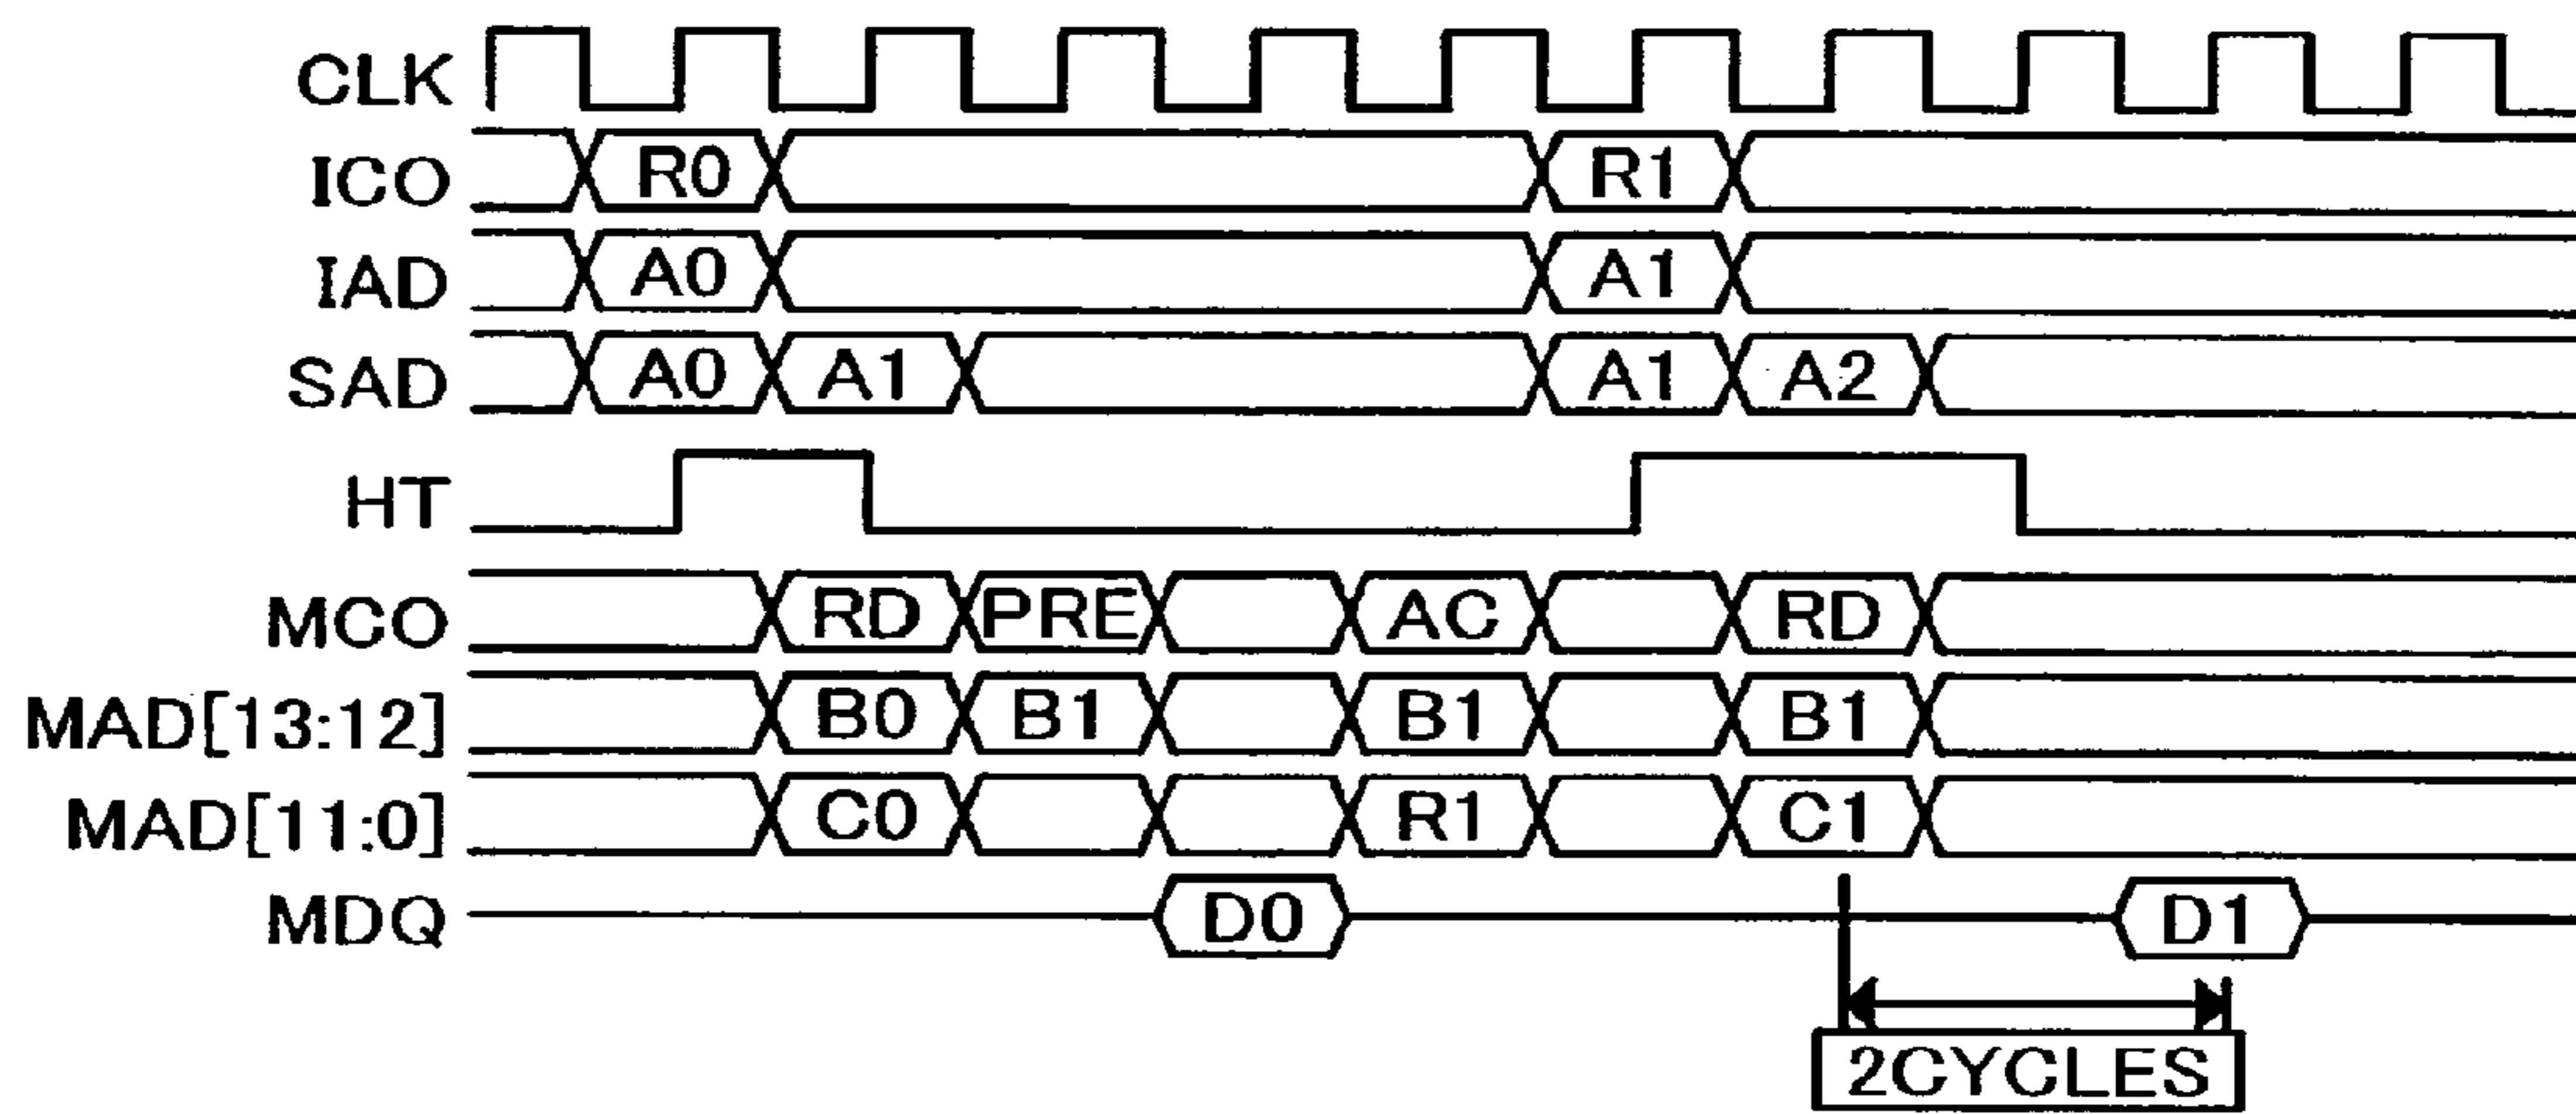 CLK
ICO R0 R1
IAD A0 A1
SAD A0 A1 A1 A2
HT
MCO RD PRE AC RD
MAD[13:12] B0 B1 B1 B1
MAD[11:0] C0 R1 C1
MDQ D0 D1
2CYCLES